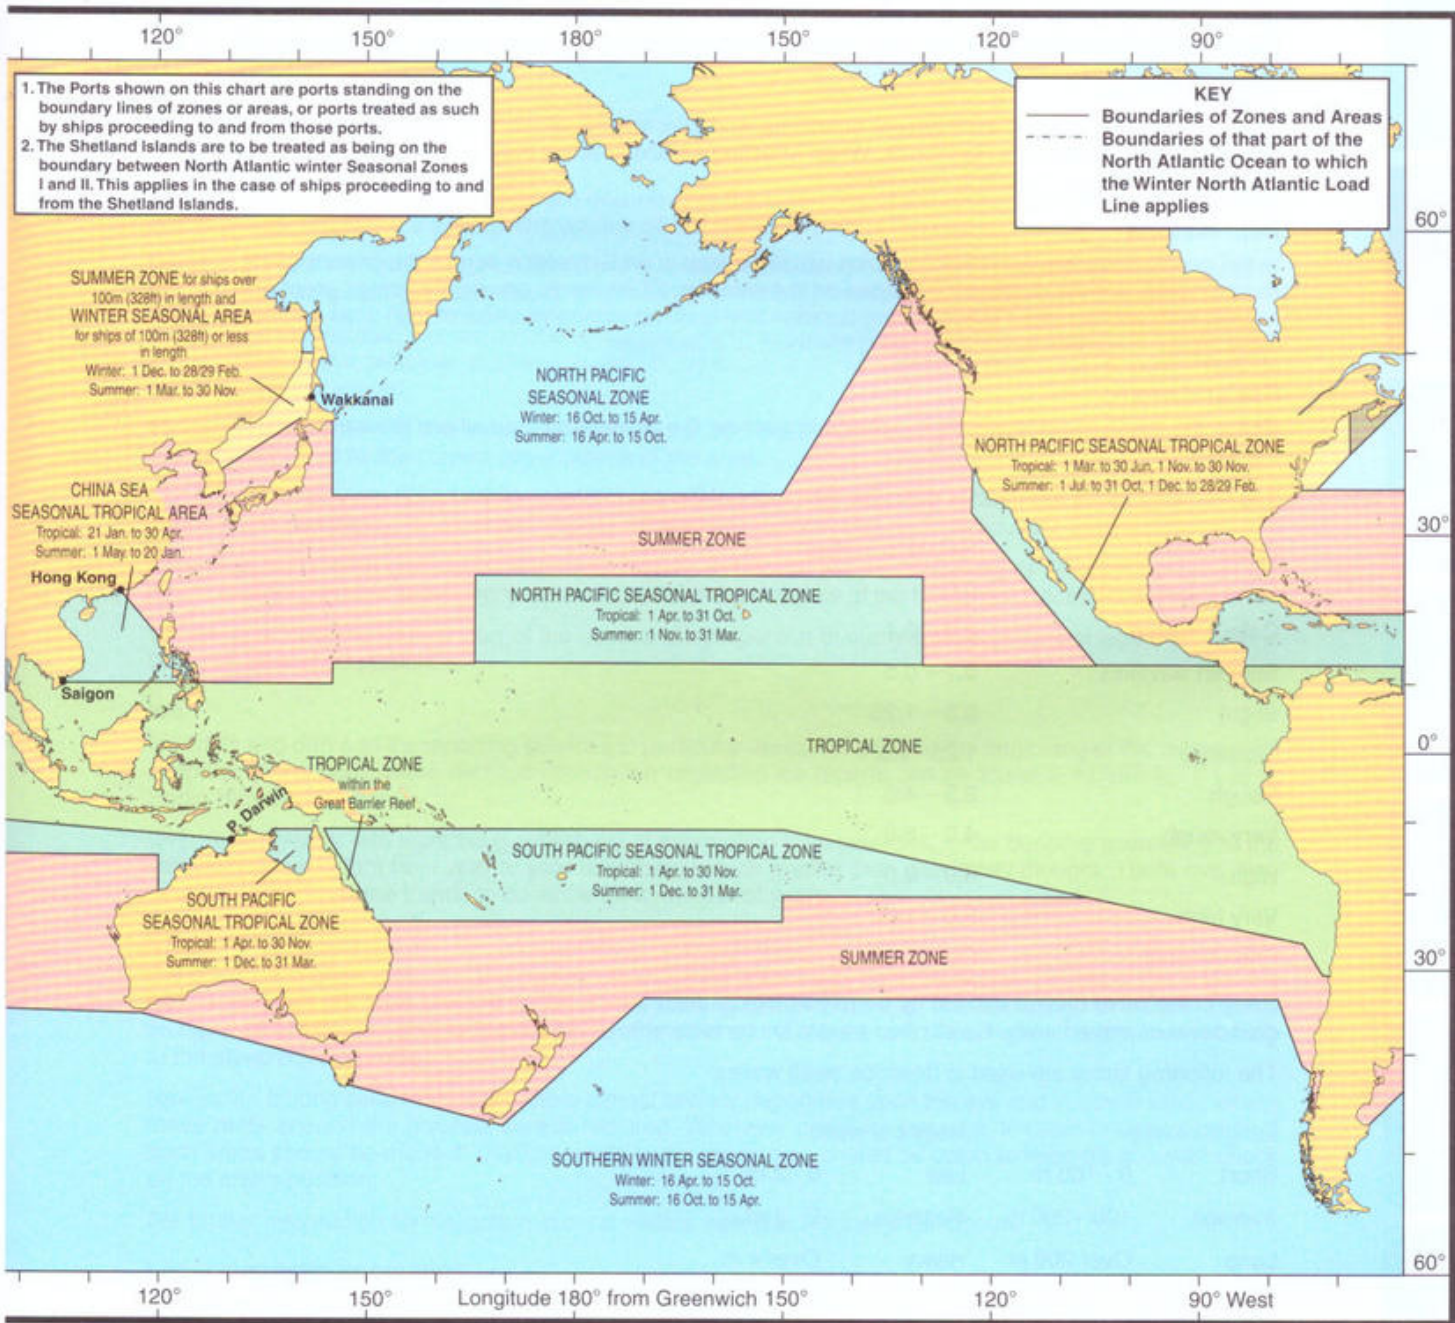 120° 150° 180° 150° 120° 90°
1. The Ports shown on this chart are ports standing on the
boundary lines of zones or areas, or ports treated as such
by ships proceeding to and from those ports.
2. The Shetland Islands are to be treated as being on the
boundary between North Atlantic winter Seasonal Zones
I and II. This applies in the case of ships proceeding to and
from the Shetland Islands.
KEY
Boundaries of Zones and Areas
Boundaries of that part of the
North Atlantic Ocean to which
the Winter North Atlantic Load
Line applies
60°
SUMMER ZONE for ships over
100m (328ft) in length and
WINTER SEASONAL AREA
for ships of 100m (328ft) or less
in length
Winter: 1 Dec. to 28/29 Feb.
Summer: 1 Mar. to 30 Nov.
Wakkanai
NORTH PACIFIC
SEASONAL ZONE
Winter: 16 Oct. to 15 Apr.
Summer: 16 Apr. to 15 Oct.
NORTH PACIFIC SEASONAL TROPICAL ZONE
Tropical: 1 Mar. to 30 Jun, 1 Nov. to 30 Nov.
Summer: 1 Jul. to 31 Oct, 1 Dec. to 28/29 Feb.
CHINA SEA
SEASONAL TROPICAL AREA
Tropical: 21 Jan. to 30 Apr.
Summer: 1 May. to 20 Jan.
SUMMER ZONE
30°
Hong Kong
NORTH PACIFIC SEASONAL TROPICAL ZONE
Tropical: 1 Apr. to 31 Oct.
Summer: 1 Nov. to 31 Mar.
Saigon
TROPICAL ZONE
0°
TROPICAL ZONE
within the
Great Barrier Reef
P. Darwin
SOUTH PACIFIC SEASONAL TROPICAL ZONE
Tropical: 1 Apr. to 30 Nov.
Summer: 1 Dec. to 31 Mar.
SOUTH PACIFIC
SEASONAL TROPICAL ZONE
Tropical: 1 Apr. to 30 Nov.
Summer: 1 Dec. to 31 Mar.
SUMMER ZONE
30°
SOUTHERN WINTER SEASONAL ZONE
Winter: 16 Apr. to 15 Oct.
Summer: 16 Oct. to 15 Apr.
60°
120° 150° Longitude 180° from Greenwich 150° 120° 90° West